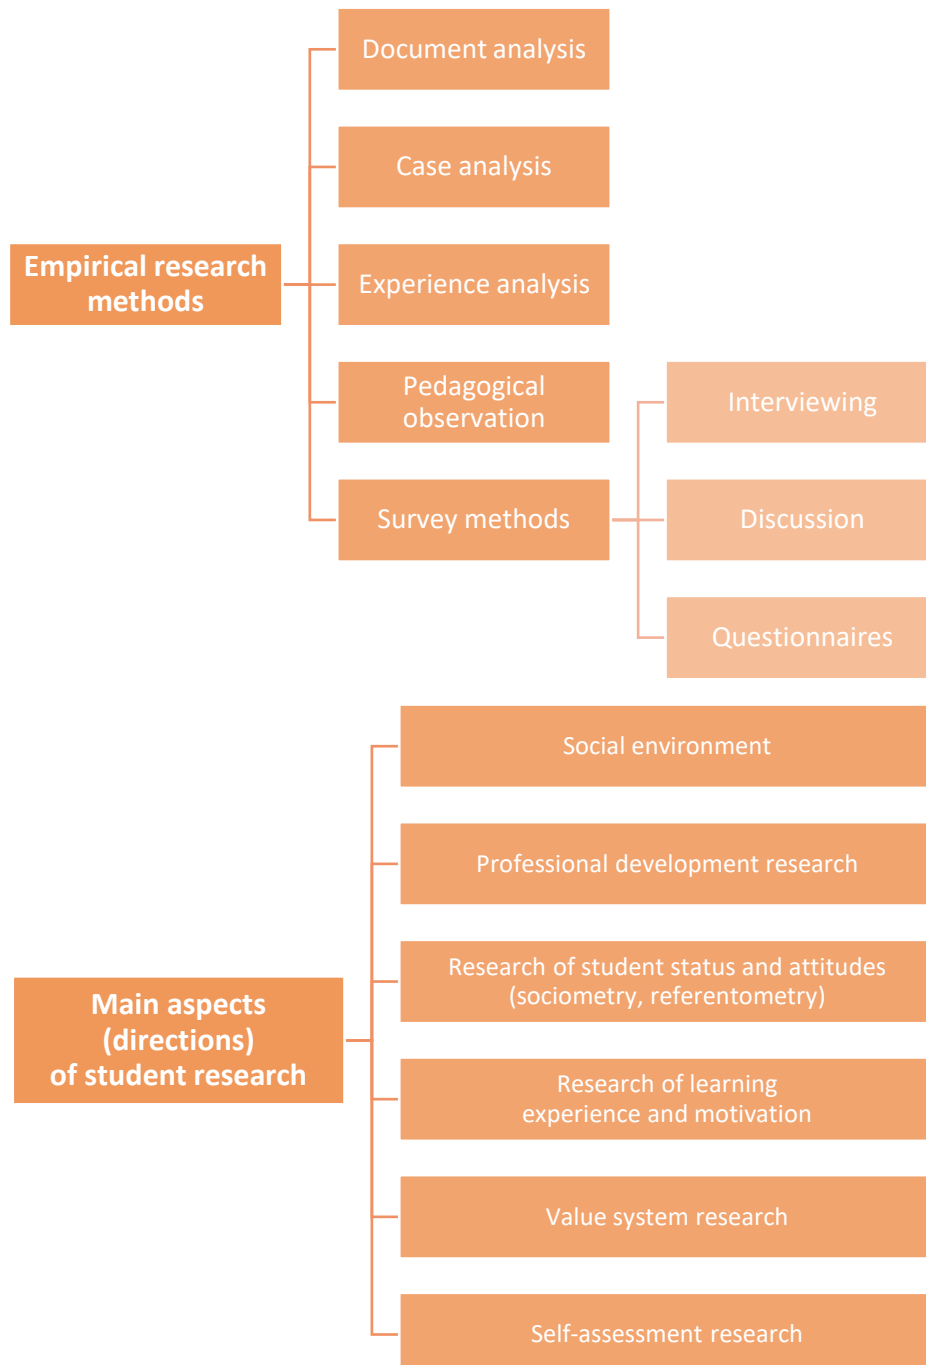 Empirical research
methods
Document analysis
Case analysis
Experience analysis
Pedagogical
observation
Survey methods
Interviewing
Discussion
Questionnaires
Main aspects
(directions)
of student research
Social environment
Professional development research
Research of student status and attitudes
(sociometry, referentometry)
Research of learning
experience and motivation
Value system research
Self-assessment research